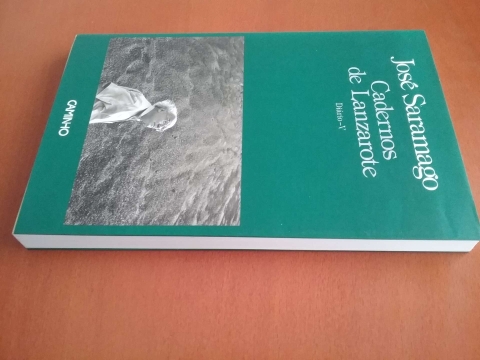 José Saramago
Cadernos
de Lanzarote
Diário-V
CAMINHO